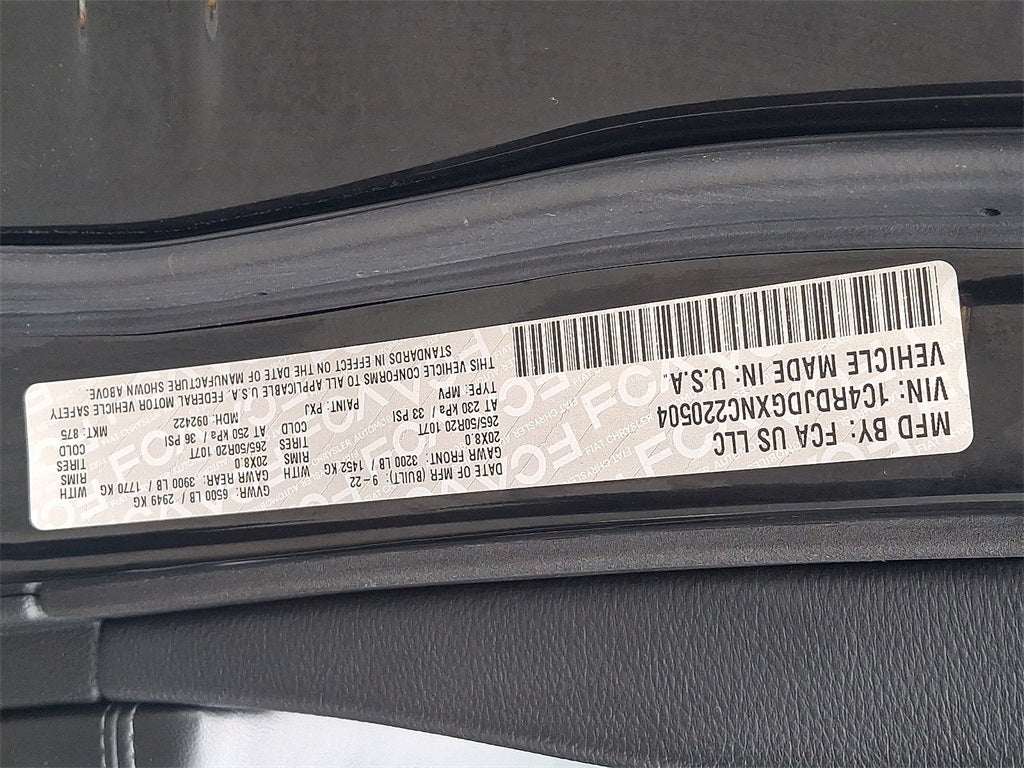 MFD BY: FCA US LLC
VIN: 1C4RDJDGXNC220504
VEHICLE MADE IN: U.S.A.
DATE OF MFR (BUILT): 9-22
GVWR: 6500 LB / 2949 KG
GAWR FRONT: 3200 LB / 1452 KG
WITH
GAWR REAR: 3900 LB / 1770 KG
WITH
20X8.0
RIMS
20X8.0
RIMS
265/50R20 107T
TIRES
265/50R20 107T
TIRES
AT 230 kPa / 33 PSI
COLD
AT 250 kPa / 36 PSI
COLD
TYPE: MPV
PAINT: PXJ
MDH: 092122
MKT: 875
THIS VEHICLE CONFORMS TO ALL APPLICABLE U.S.A. FEDERAL MOTOR VEHICLE SAFETY
STANDARDS IN EFFECT ON THE DATE OF MANUFACTURE SHOWN ABOVE.